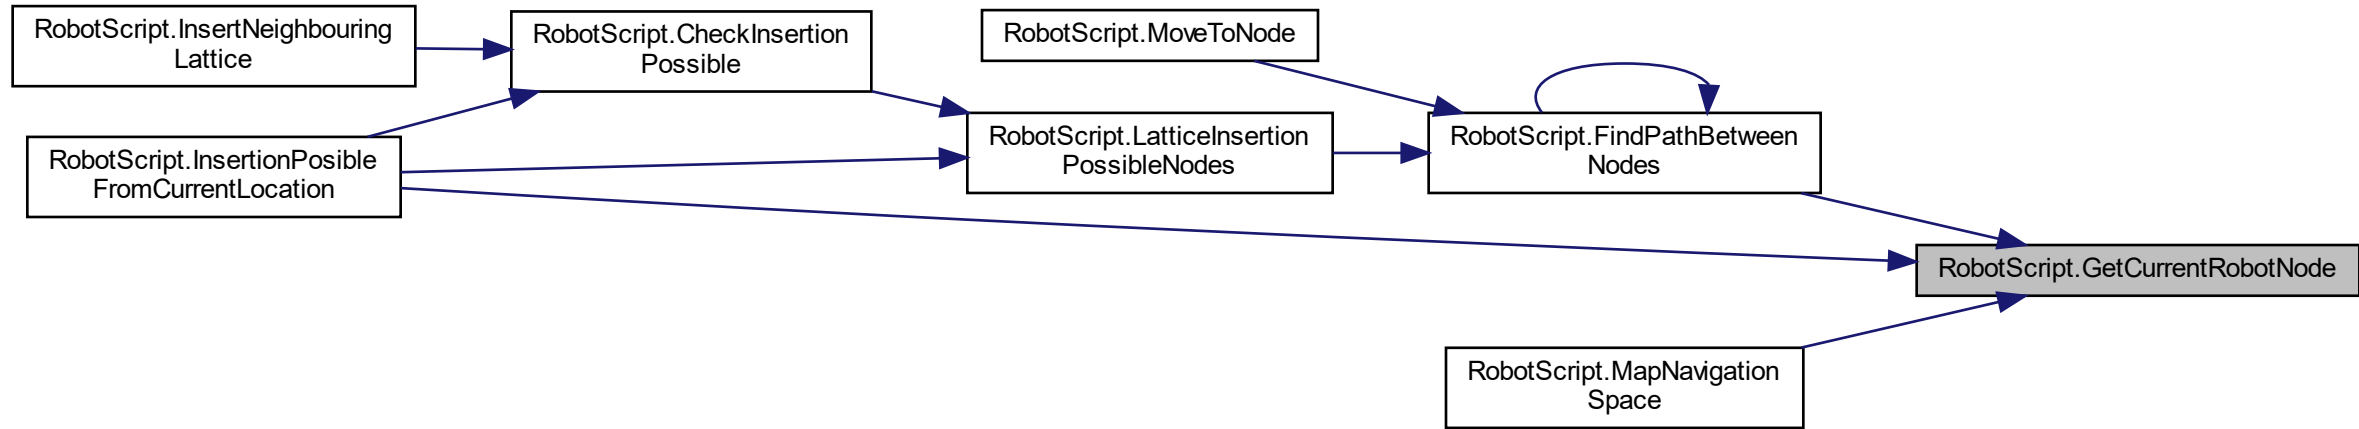 RobotScript.InsertNeighbouring
Lattice
RobotScript.CheckInsertion
Possible
RobotScript.MoveToNode
RobotScript.InsertionPosible
FromCurrentLocation
RobotScript.LatticeInsertion
PossibleNodes
RobotScript.FindPathBetween
Nodes
RobotScript.GetCurrentRobotNode
RobotScript.MapNavigation
Space